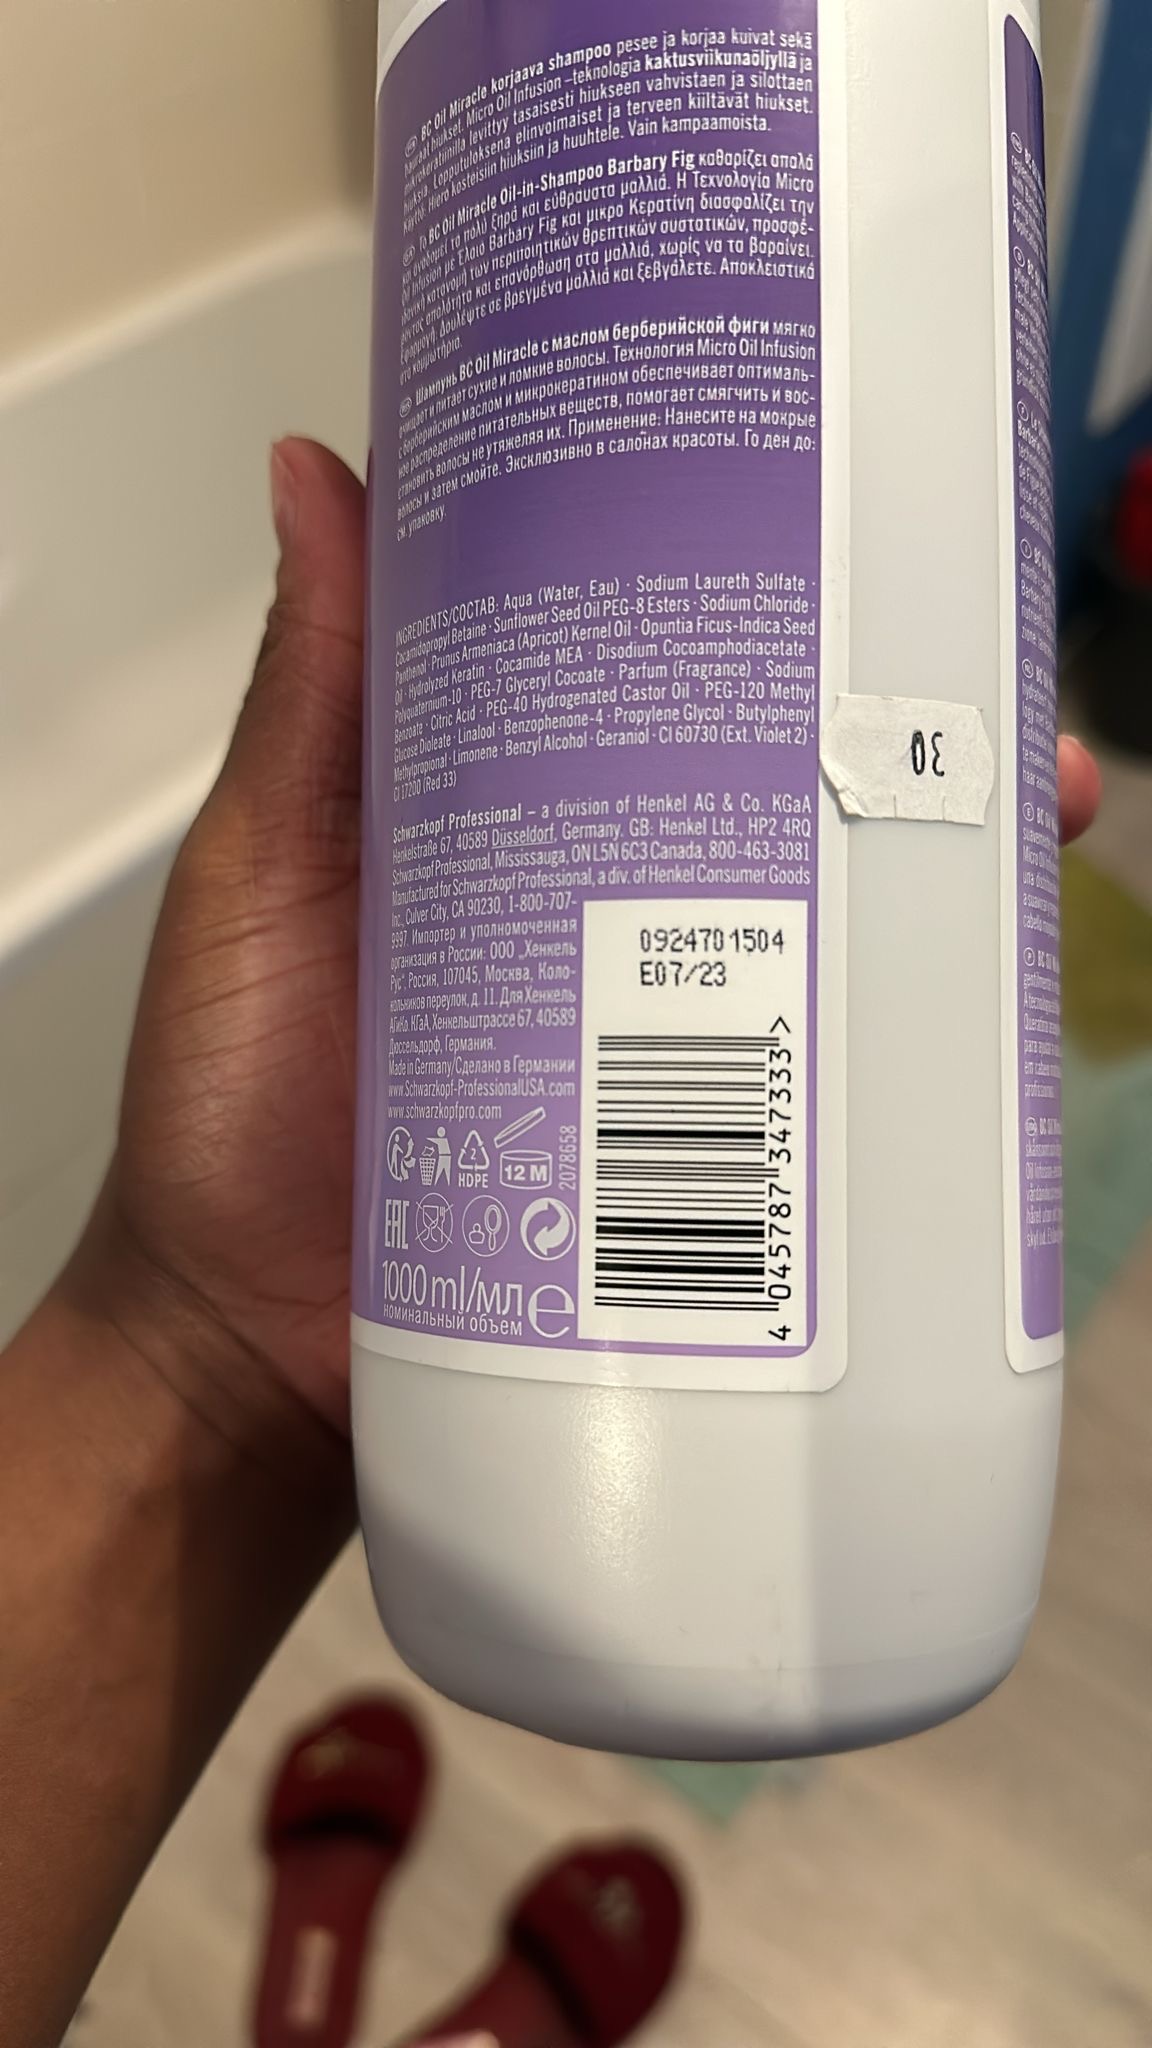 BC Oil Miracle korjaava shampoo pesee ja korjaa kuivat sekä
hauraat hiukset. Micro Oil Infusion –teknologia kaktusviikunaöljyllä ja
mikrokeratiinilla levittyy tasaisesti hiukseen vahvistaen ja silottaen
hiuksia. Lopputuloksena elinvoimaiset ja terveen kiiltävät hiukset.
Käyttö: Hiero kosteisiin hiuksiin ja huuhtele. Vain kampaamoista.
GR Το BC Oil Miracle Oil-in-Shampoo Barbary Fig καθαρίζει απαλά
και αναδομεί τα πολύ ξηρά και εύθραυστα μαλλιά. Η Τεχνολογία Micro
Oil Infusion με Έλαιο Barbary Fig και μικρο Κερατίνη διασφαλίζει την
ιδανική κατανομή των περιποιητικών θρεπτικών συστατικών, προσφέ-
ροντας απαλότητα και επανόρθωση στα μαλλιά, χωρίς να τα βαραίνει.
Εφαρμογή: Δουλέψτε σε βρεγμένα μαλλιά και ξεβγάλετε. Αποκλειστικά
στα κομμωτήρια.
RUS Шампунь BC Oil Miracle с маслом берберийской фиги мягко
очищает и питает сухие и ломкие волосы. Технология Micro Oil Infusion
с берберийским маслом и микрокератином обеспечивает оптималь-
ное распределение питательных веществ, помогает смягчить и вос-
становить волосы не утяжеляя их. Применение: Нанесите на мокрые
волосы и затем смойте. Эксклюзивно в салонах красоты. Го ден до:
см. упаковку.
INGREDIENTS/СОСТАВ: Aqua (Water, Eau) · Sodium Laureth Sulfate ·
Cocamidopropyl Betaine · Sunflower Seed Oil PEG-8 Esters · Sodium Chloride ·
Panthenol · Prunus Armeniaca (Apricot) Kernel Oil · Opuntia Ficus-Indica Seed
Oil · Hydrolyzed Keratin · Cocamide MEA · Disodium Cocoamphodiacetate ·
Polyquaternium-10 · PEG-7 Glyceryl Cocoate · Parfum (Fragrance) · Sodium
Benzoate · Citric Acid · PEG-40 Hydrogenated Castor Oil · PEG-120 Methyl
Glucose Dioleate · Linalool · Benzophenone-4 · Propylene Glycol · Butylphenyl
Methylpropional · Limonene · Benzyl Alcohol · Geraniol · CI 60730 (Ext. Violet 2) ·
CI 17200 (Red 33)
Schwarzkopf Professional – a division of Henkel AG & Co. KGaA
Henkelstraße 67, 40589 Düsseldorf, Germany. GB: Henkel Ltd., HP2 4RQ
Schwarzkopf Professional, Mississauga, ON L5N 6C3 Canada, 800-463-3081
Manufactured for Schwarzkopf Professional, a div. of Henkel Consumer Goods
Inc., Culver City, CA 90230, 1-800-707-
9997. Импортер и уполномоченная
организация в России: ООО „Хенкель
Рус“. Россия, 107045, Москва, Коло-
кольников переулок, д. 11. Для Хенкель
АГиКо. КГаА, Хенкельштрассе 67, 40589
Дюссельдорф, Германия.
Made in Germany/Сделано в Германии
www.Schwarzkopf-ProfessionalUSA.com
www.schwarzkopfpro.com
2
HDPE
12 M
2078658
EAC
1000 ml/мл e
номинальный объем
0924701504
E07/23
4 045787 347333 >
30